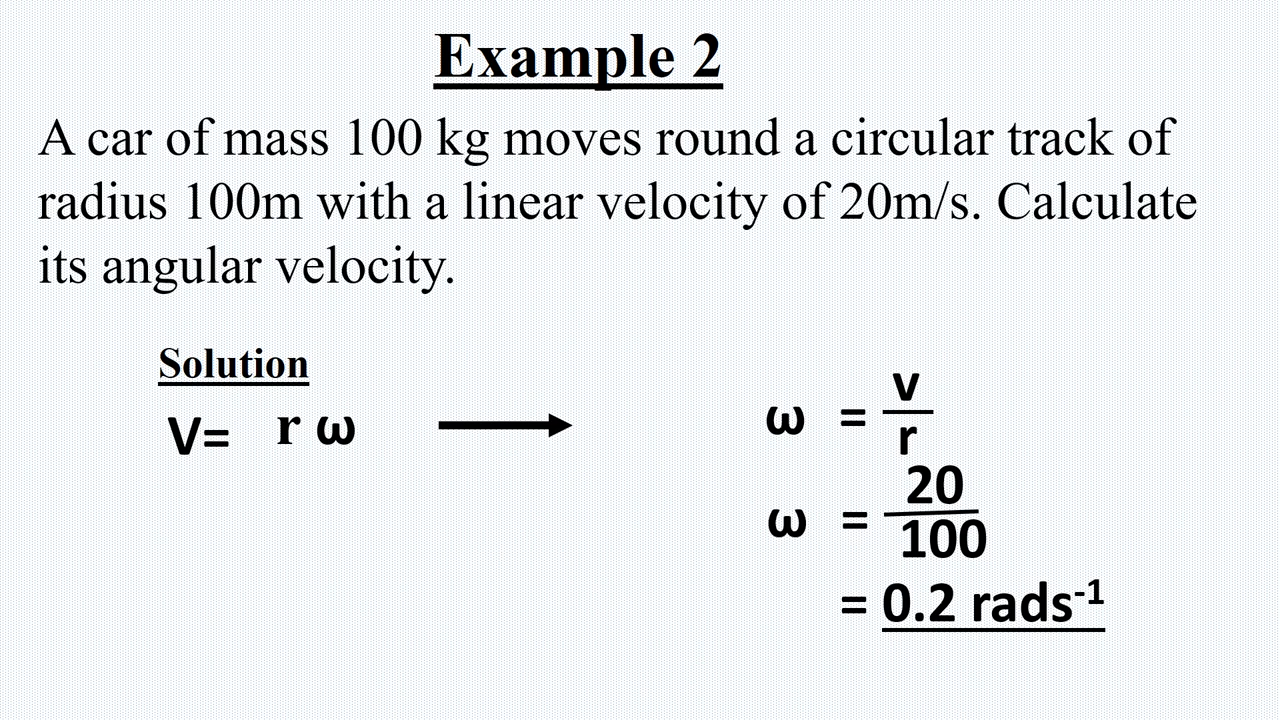 Example 2
A car of mass 100 kg moves round a circular track of
radius 100m with a linear velocity of 20m/s. Calculate
its angular velocity.
Solution
V= r ω
ω = v/r
ω = 20/100
= 0.2 rads⁻¹